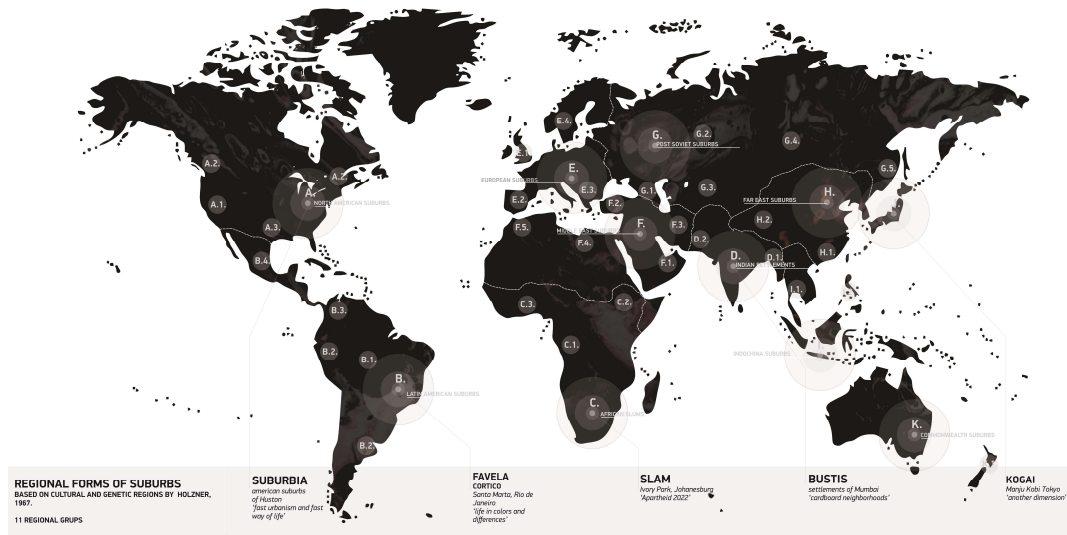 E.4.
G.
G.2.
POST SOVIET SUBURBS
G.4.
E.1.
A.2.
A.2.
E.
G.5.
EUROPEAN SUBURBS
A.
E.3.
G.1.
G.3.
H.
NORTH AMERICAN SUBURBS
A.1.
E.2.
F.2.
FAR EAST SUBURBS
A.3.
F.5.
F.
F.3.
H.2.
F.4.
D.2.
B.4.
F.1.
D.
D.1.
H.1.
I.1.
B.3.
C.3.
C.2.
B.2.
B.1.
C.1.
INDOCHINA SUBURBS
B.
LATIN AMERICAN SUBURBS
C.
AFRICAN SLUMS
K.
COMMONWEALTH SUBURBS
B.2.
REGIONAL FORMS OF SUBURBS
BASED ON CULTURAL AND GENETIC REGIONS BY HOLZNER,
1967.
11 REGIONAL GRUPS
SUBURBIA
american suburbs
of Huston
'fast urbanism and fast
way of life'
FAVELA
CORTICO
Santa Marta, Rio de
Janeiro
'life in colors and
differences'
SLAM
Ivory Park, Johanesburg
'Apartheid 2022'
BUSTIS
settlements of Mumbai
'cardboard neighborhoods'
KOGAI
Manju Kobi Tokyo
'another dimension'